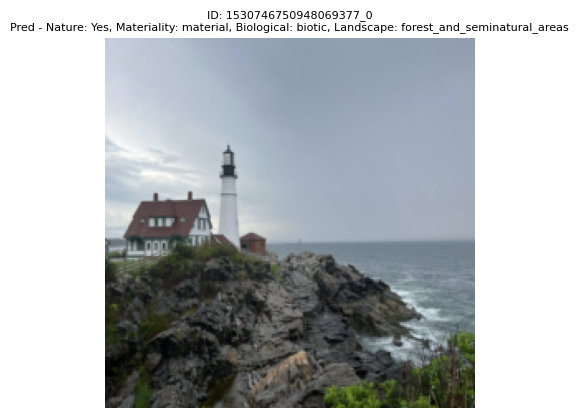 ID: 1530746750948069377_0
Pred - Nature: Yes, Materiality: material, Biological: biotic, Landscape: forest_and_seminatural_areas